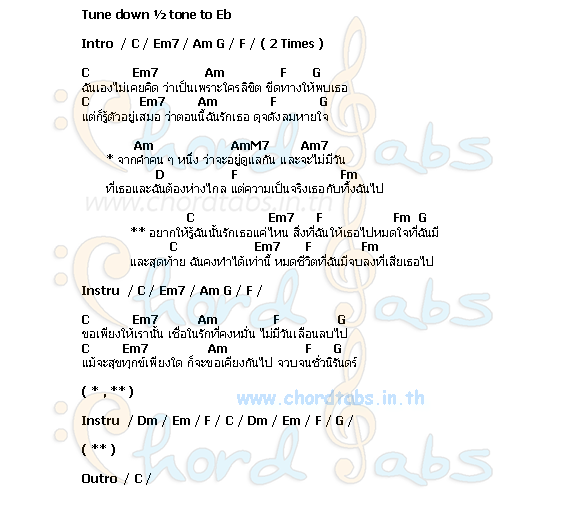 Tune down ½ tone to Eb
Intro / C / Em7 / Am G / F / ( 2 Times )
C Em7 Am F G
ฉันเองไม่เคยคิด ว่าเป็นเพราะใครลิขิต ขีดทางให้พบเธอ
C Em7 Am F G
แต่ก็รู้ตัวอยู่เสมอ ว่าตอนนี้ฉันรักเธอ ดุจดังลมหายใจ
Am AmM7 Am7
* จากคำคน ๆ หนึ่ง ว่าจะอยู่ดูแลกัน และจะไม่มีวัน
D F Fm
ที่เธอและฉันต้องห่างไกล แต่ความเป็นจริงเธอกับทิ้งฉันไป
www.chordtabs.in.th
C Em7 F Fm G
** อยากให้รู้ฉันนั้นรักเธอแค่ไหน สิ่งที่ฉันให้เธอไปหมดใจที่ฉันมี
C Em7 F Fm
และสุดท้าย ฉันคงทำได้เท่านี้ หมดชีวิตที่ฉันมีจบลงที่เสียเธอไป
Instru / C / Em7 / Am G / F /
C Em7 Am F G
ขอเพียงให้เรานั้น เชื่อในรักที่คงหมั่น ไม่มีวันเลือนลบไป
C Em7 Am F G
แม้จะสุขทุกข์เพียงใด ก็จะขอเคียงกันไป จวบจนชั่วนิรันดร์
www.chordtabs.in.th
( * , ** )
Instru / Dm / Em / F / C / Dm / Em / F / G /
( ** )
Outro / C /
Chord Tabs
Chord Tabs